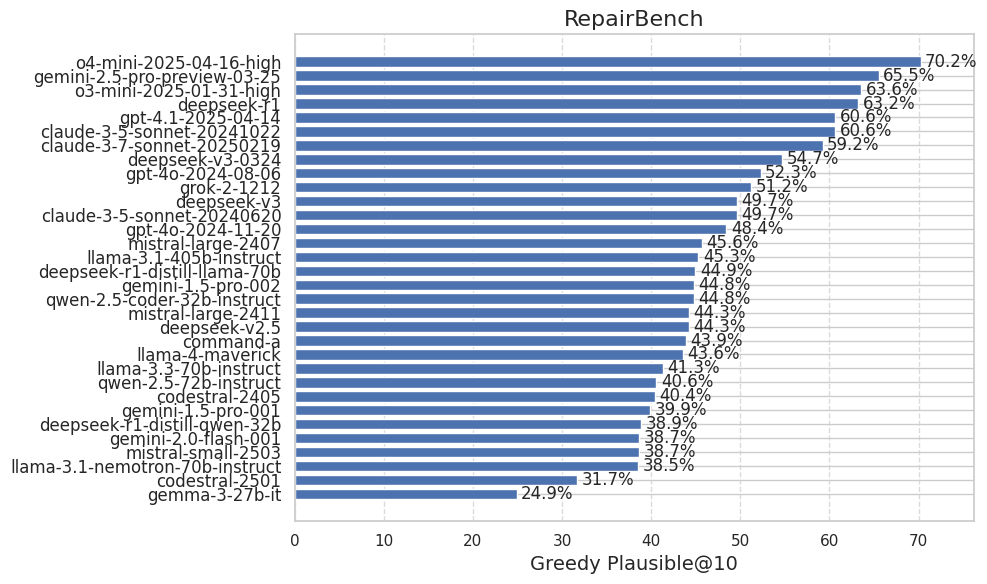 RepairBench
o4-mini-2025-04-16-high 70.2%
gemini-2.5-pro-preview-03-25 65.5%
o3-mini-2025-01-31-high 63.6%
deepseek-r1 63.2%
gpt-4.1-2025-04-14 60.6%
claude-3-5-sonnet-20241022 60.6%
claude-3-7-sonnet-20250219 59.2%
deepseek-v3-0324 54.7%
gpt-4o-2024-08-06 52.3%
grok-2-1212 51.2%
deepseek-v3 49.7%
claude-3-5-sonnet-20240620 49.7%
gpt-4o-2024-11-20 48.4%
mistral-large-2407 45.6%
llama-3.1-405b-instruct 45.3%
deepseek-r1-distill-llama-70b 44.9%
gemini-1.5-pro-002 44.8%
qwen-2.5-coder-32b-instruct 44.8%
mistral-large-2411 44.3%
deepseek-v2.5 44.3%
command-a 43.9%
llama-4-maverick 43.6%
llama-3.3-70b-instruct 41.3%
qwen-2.5-72b-instruct 40.6%
codestral-2405 40.4%
gemini-1.5-pro-001 39.9%
deepseek-r1-distill-qwen-32b 38.9%
gemini-2.0-flash-001 38.7%
mistral-small-2503 38.7%
llama-3.1-nemotron-70b-instruct 38.5%
codestral-2501 31.7%
gemma-3-27b-it 24.9%
0 10 20 30 40 50 60 70
Greedy Plausible@10